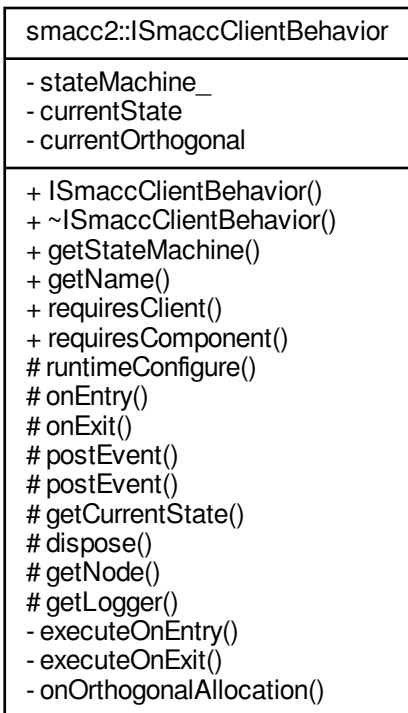 smacc2::ISmaccClientBehavior
- stateMachine_
- currentState
- currentOrthogonal
+ ISmaccClientBehavior()
+ ~ISmaccClientBehavior()
+ getStateMachine()
+ getName()
+ requiresClient()
+ requiresComponent()
# runtimeConfigure()
# onEntry()
# onExit()
# postEvent()
# postEvent()
# getCurrentState()
# dispose()
# getNode()
# getLogger()
- executeOnEntry()
- executeOnExit()
- onOrthogonalAllocation()